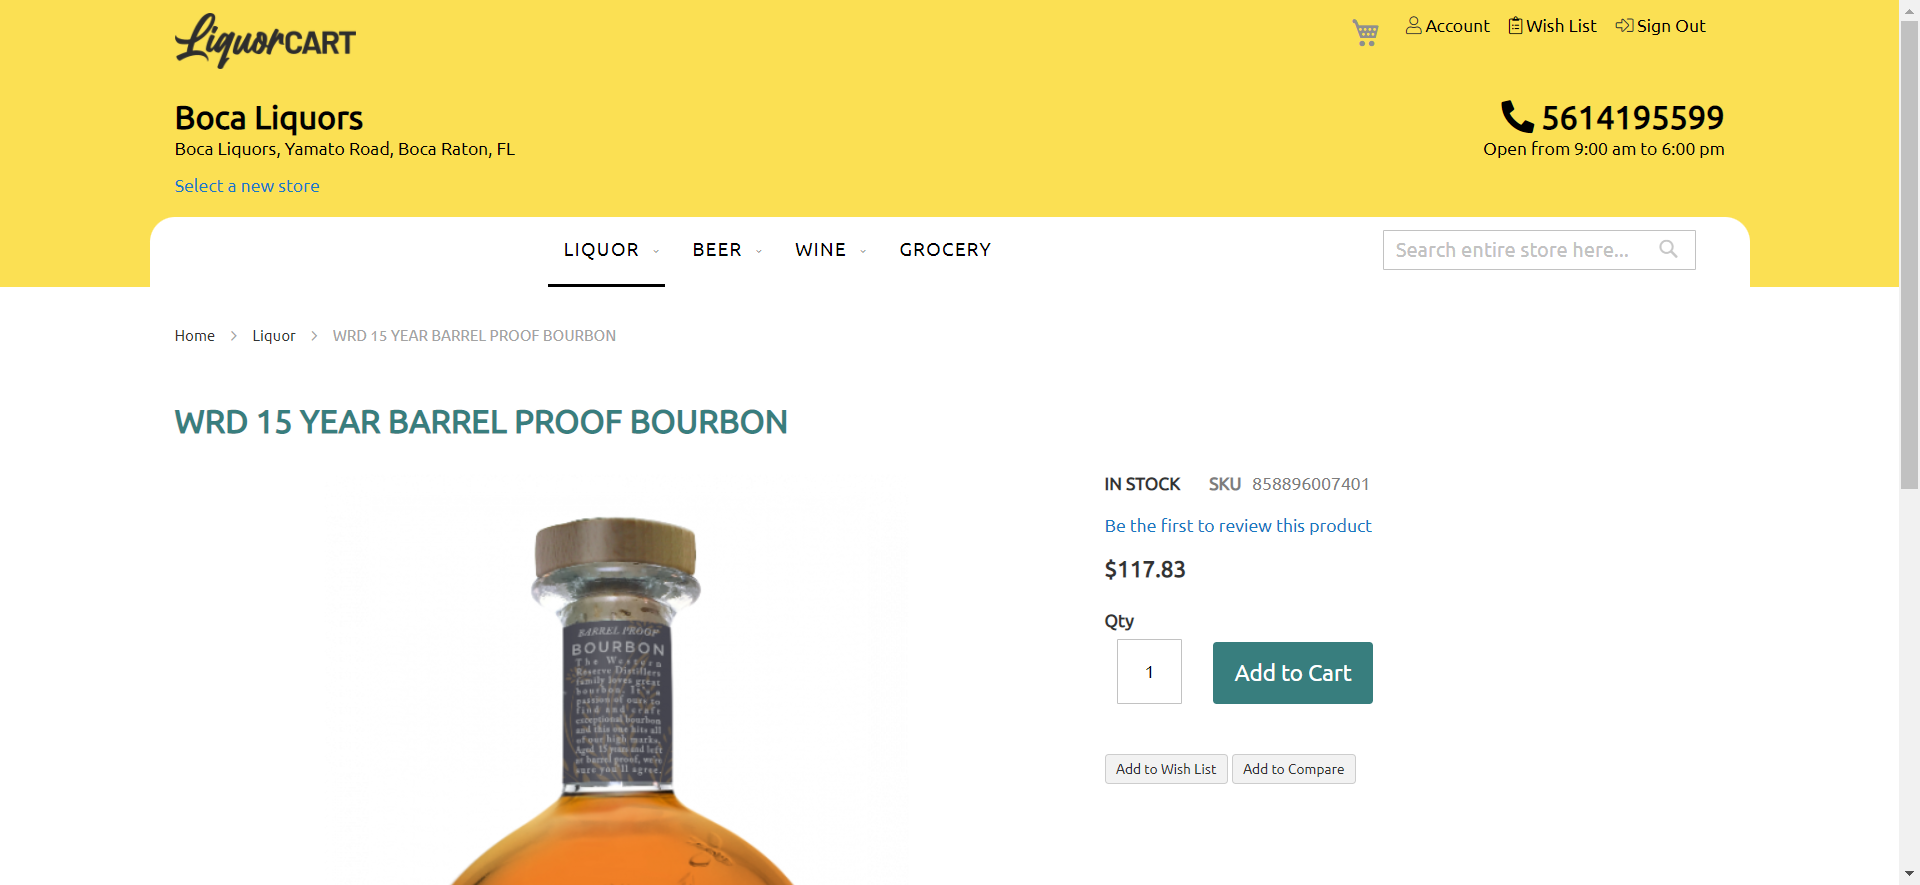 LiquorCART
Account
Wish List
Sign Out
Boca Liquors
5614195599
Boca Liquors, Yamato Road, Boca Raton, FL
Open from 9:00 am to 6:00 pm
Select a new store
LIQUOR
BEER
WINE
GROCERY
Search entire store here...
Home
Liquor
WRD 15 YEAR BARREL PROOF BOURBON
WRD 15 YEAR BARREL PROOF BOURBON
IN STOCK
SKU 858896007401
Be the first to review this product
$117.83
Qty
1
Add to Cart
Add to Wish List
Add to Compare
BARREL PROOF
BOURBON
The Western
Reserve Distillers
family loves great
bourbon. It's a
passion of ours to
find and craft
exceptional bourbon
and this one hits all
of our high marks.
Aged 15 years and left
at barrel proof, we're
sure you'll agree.